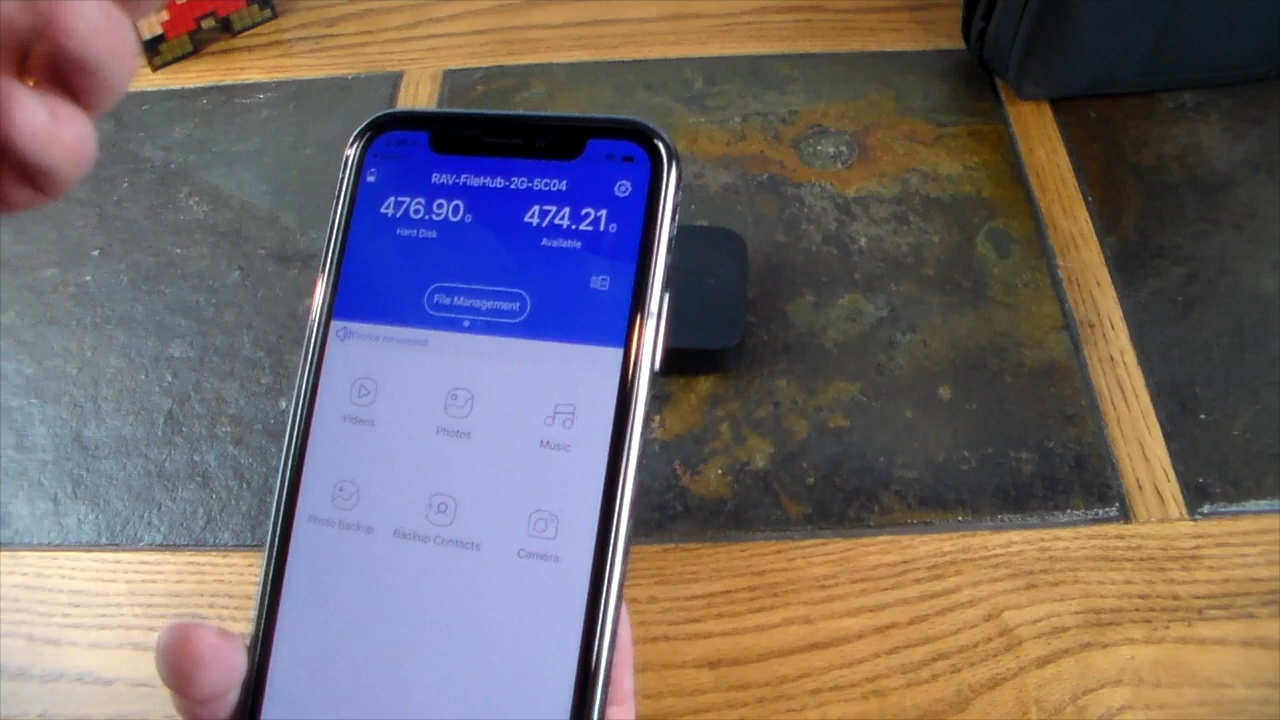 RAV-FileHub-2G-5C04
476.90G 474.21G
Hard Disk Available
File Management
Videos Photos Music
Photo Backup Backup Contacts Camera